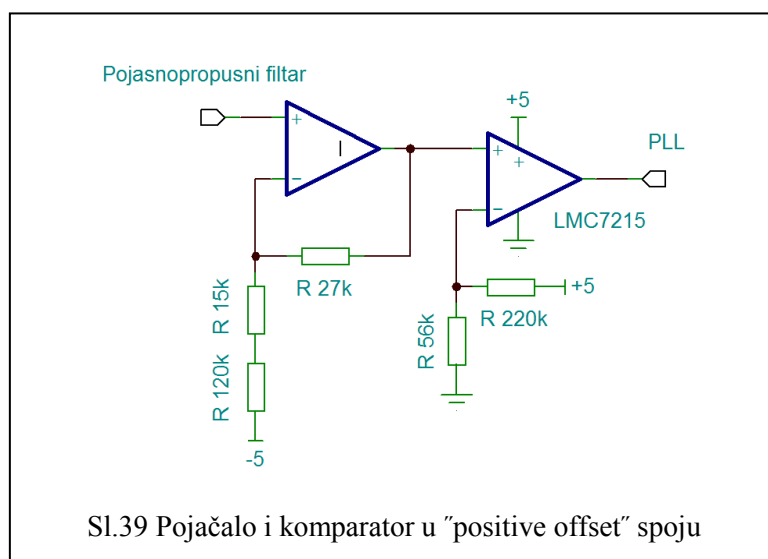 Pojasnopropusni filtar
+
−
I
+5
+
+
−
PLL
LMC7215
R 27k
R 15k
R 120k
-5
+5
R 220k
R 56k
Sl.39 Pojačalo i komparator u ˝positive offset˝ spoju